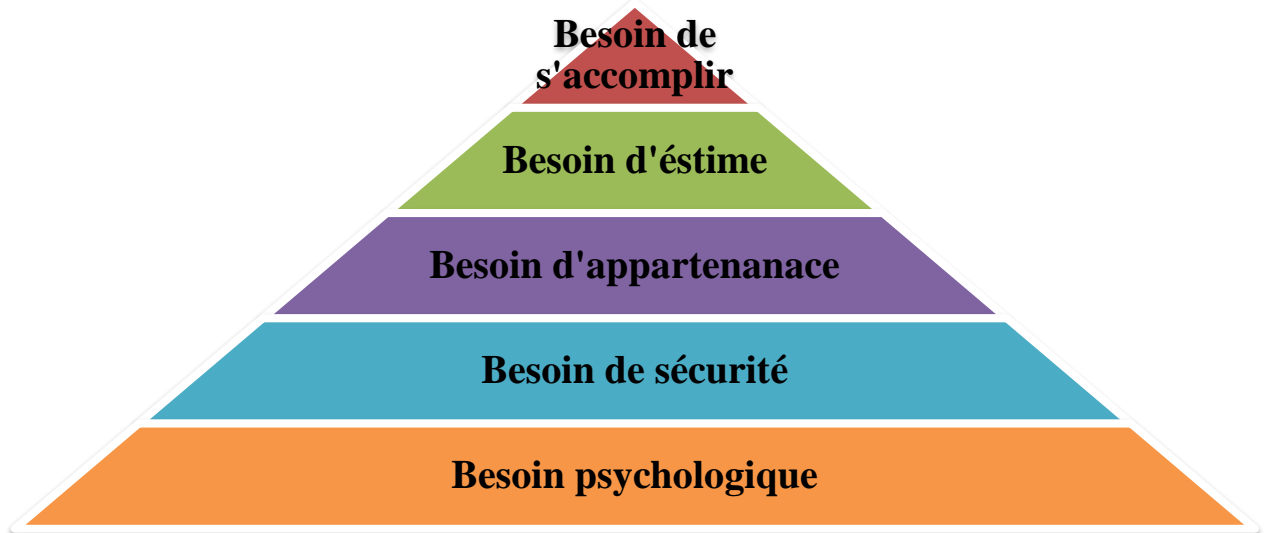 Besoin de
s'accomplir
Besoin d'éstime
Besoin d'appartenanace
Besoin de sécurité
Besoin psychologique